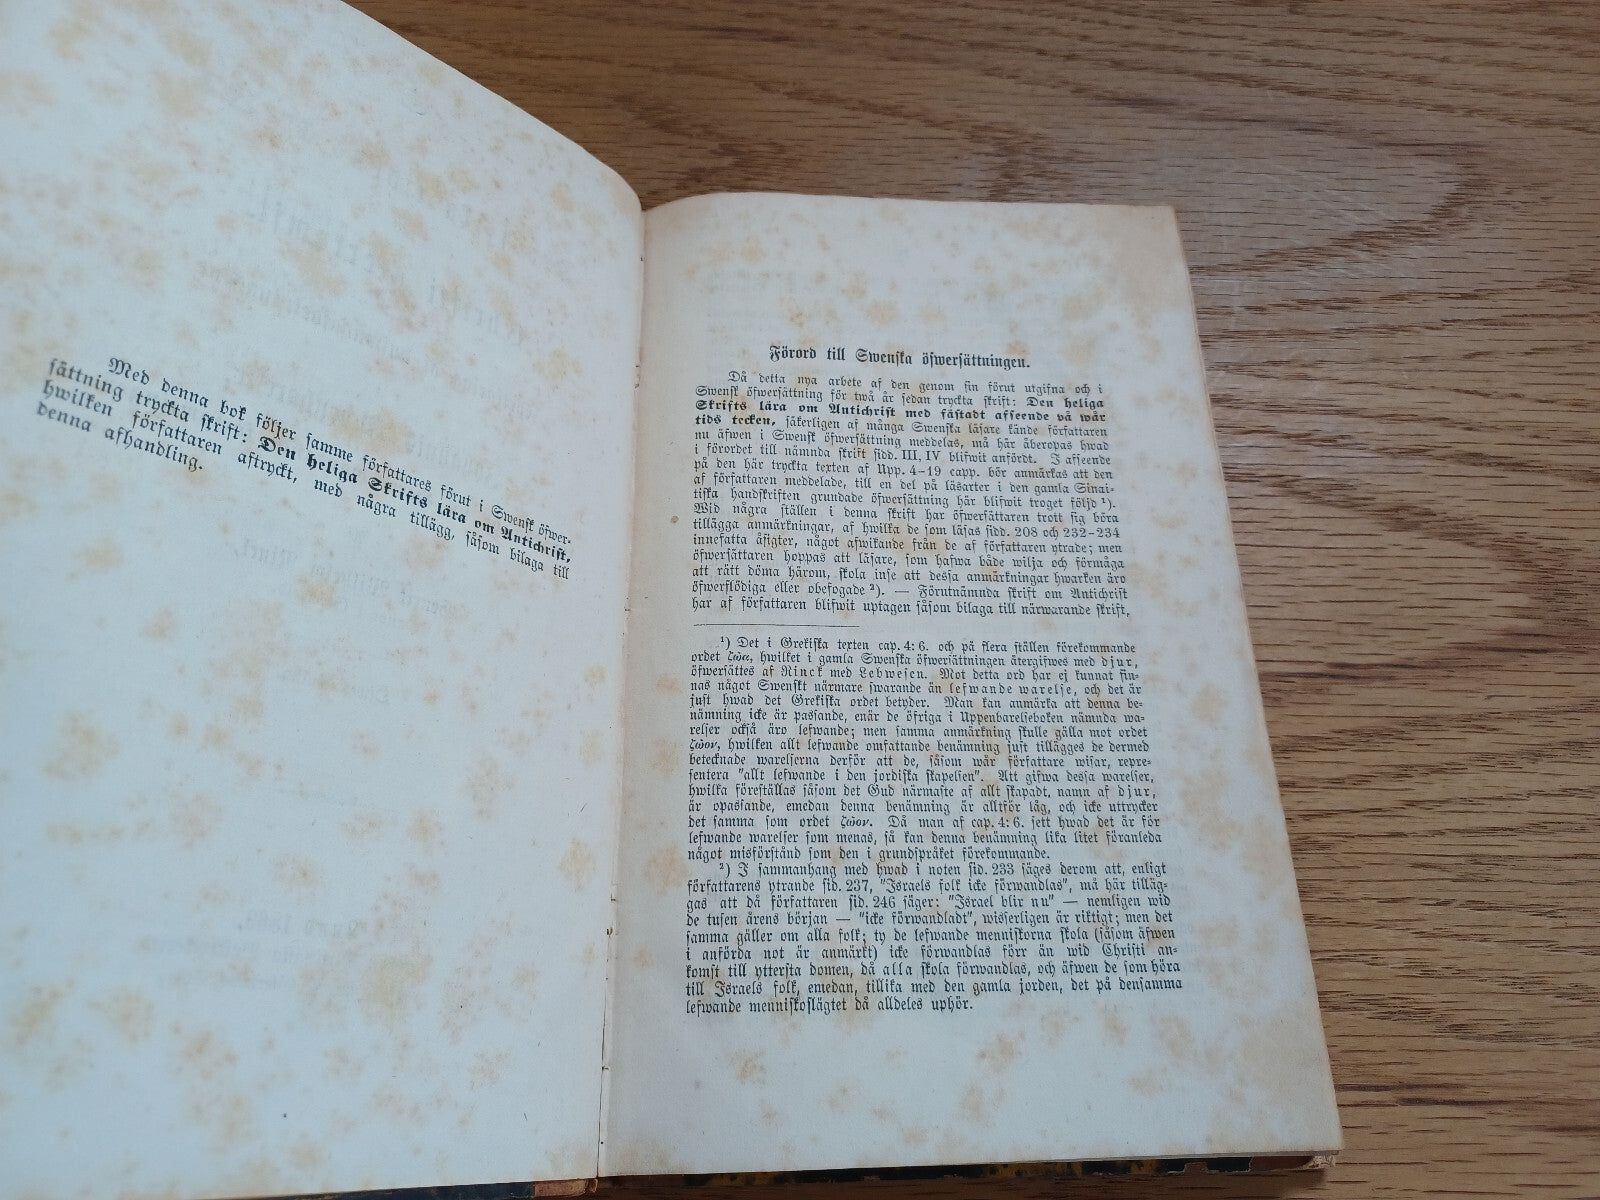 Med denna bok följer samme författares förut i Swensk öfwer-
sättning tryckta skrift: Den heliga Skrifts lära om Antichrist,
hwilken författaren aftryckt, med några tillägg, såsom bilaga till
denna afhandling.
Förord till Swenska öfwersättningen.
Då detta nya arbete af den genom sin förut utgifna och i
Swensk öfwersättning för twå år sedan tryckta skrift: Den heliga
Skrifts lära om Antichrist med fästadt afseende på wår
tids tecken, säkerligen af många Swenska läsare kände författaren
nu äfwen i Swensk öfwersättning meddelas, må här åberopas hwad
i förordet till nämnda skrift sidd. III, IV blifwit anfördt. I afseende
på den här tryckta texten af Upp. 4–19 capp. bör anmärkas att den
af författaren meddelade, till en del på läsarter i den gamla Sinai-
tiska handskriften grundade öfwersättning här blifwit troget följd ¹).
Wid några ställen i denna skrift har öfwersättaren trott sig böra
tillägga anmärkningar, af hwilka de som läsas sidd. 208 och 232–234
innefatta åsigter, något afwikande från de af författaren ytrade; men
öfwersättaren hoppas att läsare, som hafwa både wilja och förmåga
att rätt döma härom, skola inse att dessa anmärkningar hwarken äro
öfwerflödiga eller obefogade ²). — Förutnämnda skrift om Antichrist
har af författaren blifwit uptagen såsom bilaga till närwarande skrift,
¹) Det i Grekiska texten cap. 4: 6. och på flera ställen förekommande
ordet ζῶα, hwilket i gamla Swenska öfwersättningen återgifwes med djur,
öfwersättes af Rinck med Lebwesen. Mot detta ord har ej kunnat fin-
nas något Swenskt närmare swarande än lefwande warelse, och det är
just hwad det Grekiska ordet betyder. Man kan anmärka att denna be-
nämning icke är passande, enär de öfriga i Uppenbarelseboken nämnda wa-
relser också äro lefwande; men samma anmärkning skulle gälla mot ordet
ζῶον, hwilken allt lefwande omfattande benämning just tillägges de dermed
betecknade warelserna derför att de, såsom wår författare wisar, repre-
sentera "allt lefwande i den jordiska skapelsen". Att gifwa dessa warelser,
hwilka föreställas såsom det Gud närmaste af allt skapadt, namn af djur,
är opassande, emedan denna benämning är alltför låg, och icke uttrycker
det samma som ordet ζῶον. Då man af cap. 4: 6. sett hwad det är för
lefwande warelser som menas, så kan denna benämning lika litet föranleda
något misförstånd som den i grundspråket förekommande.
²) I sammanhang med hwad i noten sid. 233 säges derom att, enligt
författarens ytrande sid. 237, "Israels folk icke förwandlas", må här tilläg-
gas att då författaren sid. 246 säger: "Israel blir nu" — nemligen wid
de tusen årens början — "icke förwandladt", wisserligen är riktigt; men det
samma gäller om alla folk; ty de lefwande menniskorna skola (såsom äfwen
i anförda not är anmärkt) icke förwandlas förr än wid Christi an-
komst till yttersta domen, då alla skola förwandlas, och äfwen de som höra
till Israels folk, emedan, tillika med den gamla jorden, det på densamma
lefwande menniskoslägtet då alldeles uphör.